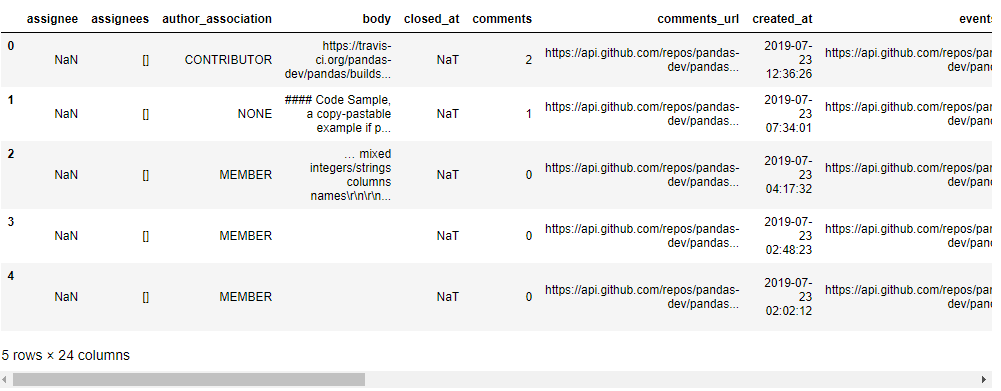 assignee assignees author_association body closed_at comments comments_url created_at events
0 NaN [] CONTRIBUTOR https://travis-
ci.org/pandas-
dev/pandas/builds... NaT 2 https://api.github.com/repos/pandas-
dev/pandas... 2019-07-
23
12:36:26 https://api.github.com/repos/pan
dev/pand
1 NaN [] NONE #### Code Sample,
a copy-pastable
example if p... NaT 1 https://api.github.com/repos/pandas-
dev/pandas... 2019-07-
23
07:34:01 https://api.github.com/repos/pan
dev/pand
2 NaN [] MEMBER … mixed
integers/strings
columns
names\r\n\r\n... NaT 0 https://api.github.com/repos/pandas-
dev/pandas... 2019-07-
23
04:17:32 https://api.github.com/repos/pan
dev/pand
3 NaN [] MEMBER NaT 0 https://api.github.com/repos/pandas-
dev/pandas... 2019-07-
23
02:48:23 https://api.github.com/repos/pan
dev/pand
4 NaN [] MEMBER NaT 0 https://api.github.com/repos/pandas-
dev/pandas... 2019-07-
23
02:02:12 https://api.github.com/repos/pan
dev/pand
5 rows × 24 columns